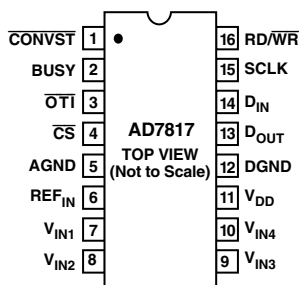 CONVST 1
BUSY 2
OTI 3
CS 4
AGND 5
REFIN 6
VIN1 7
VIN2 8
AD7817
TOP VIEW
(Not to Scale)
16 RD/WR
15 SCLK
14 DIN
13 DOUT
12 DGND
11 VDD
10 VIN4
9 VIN3